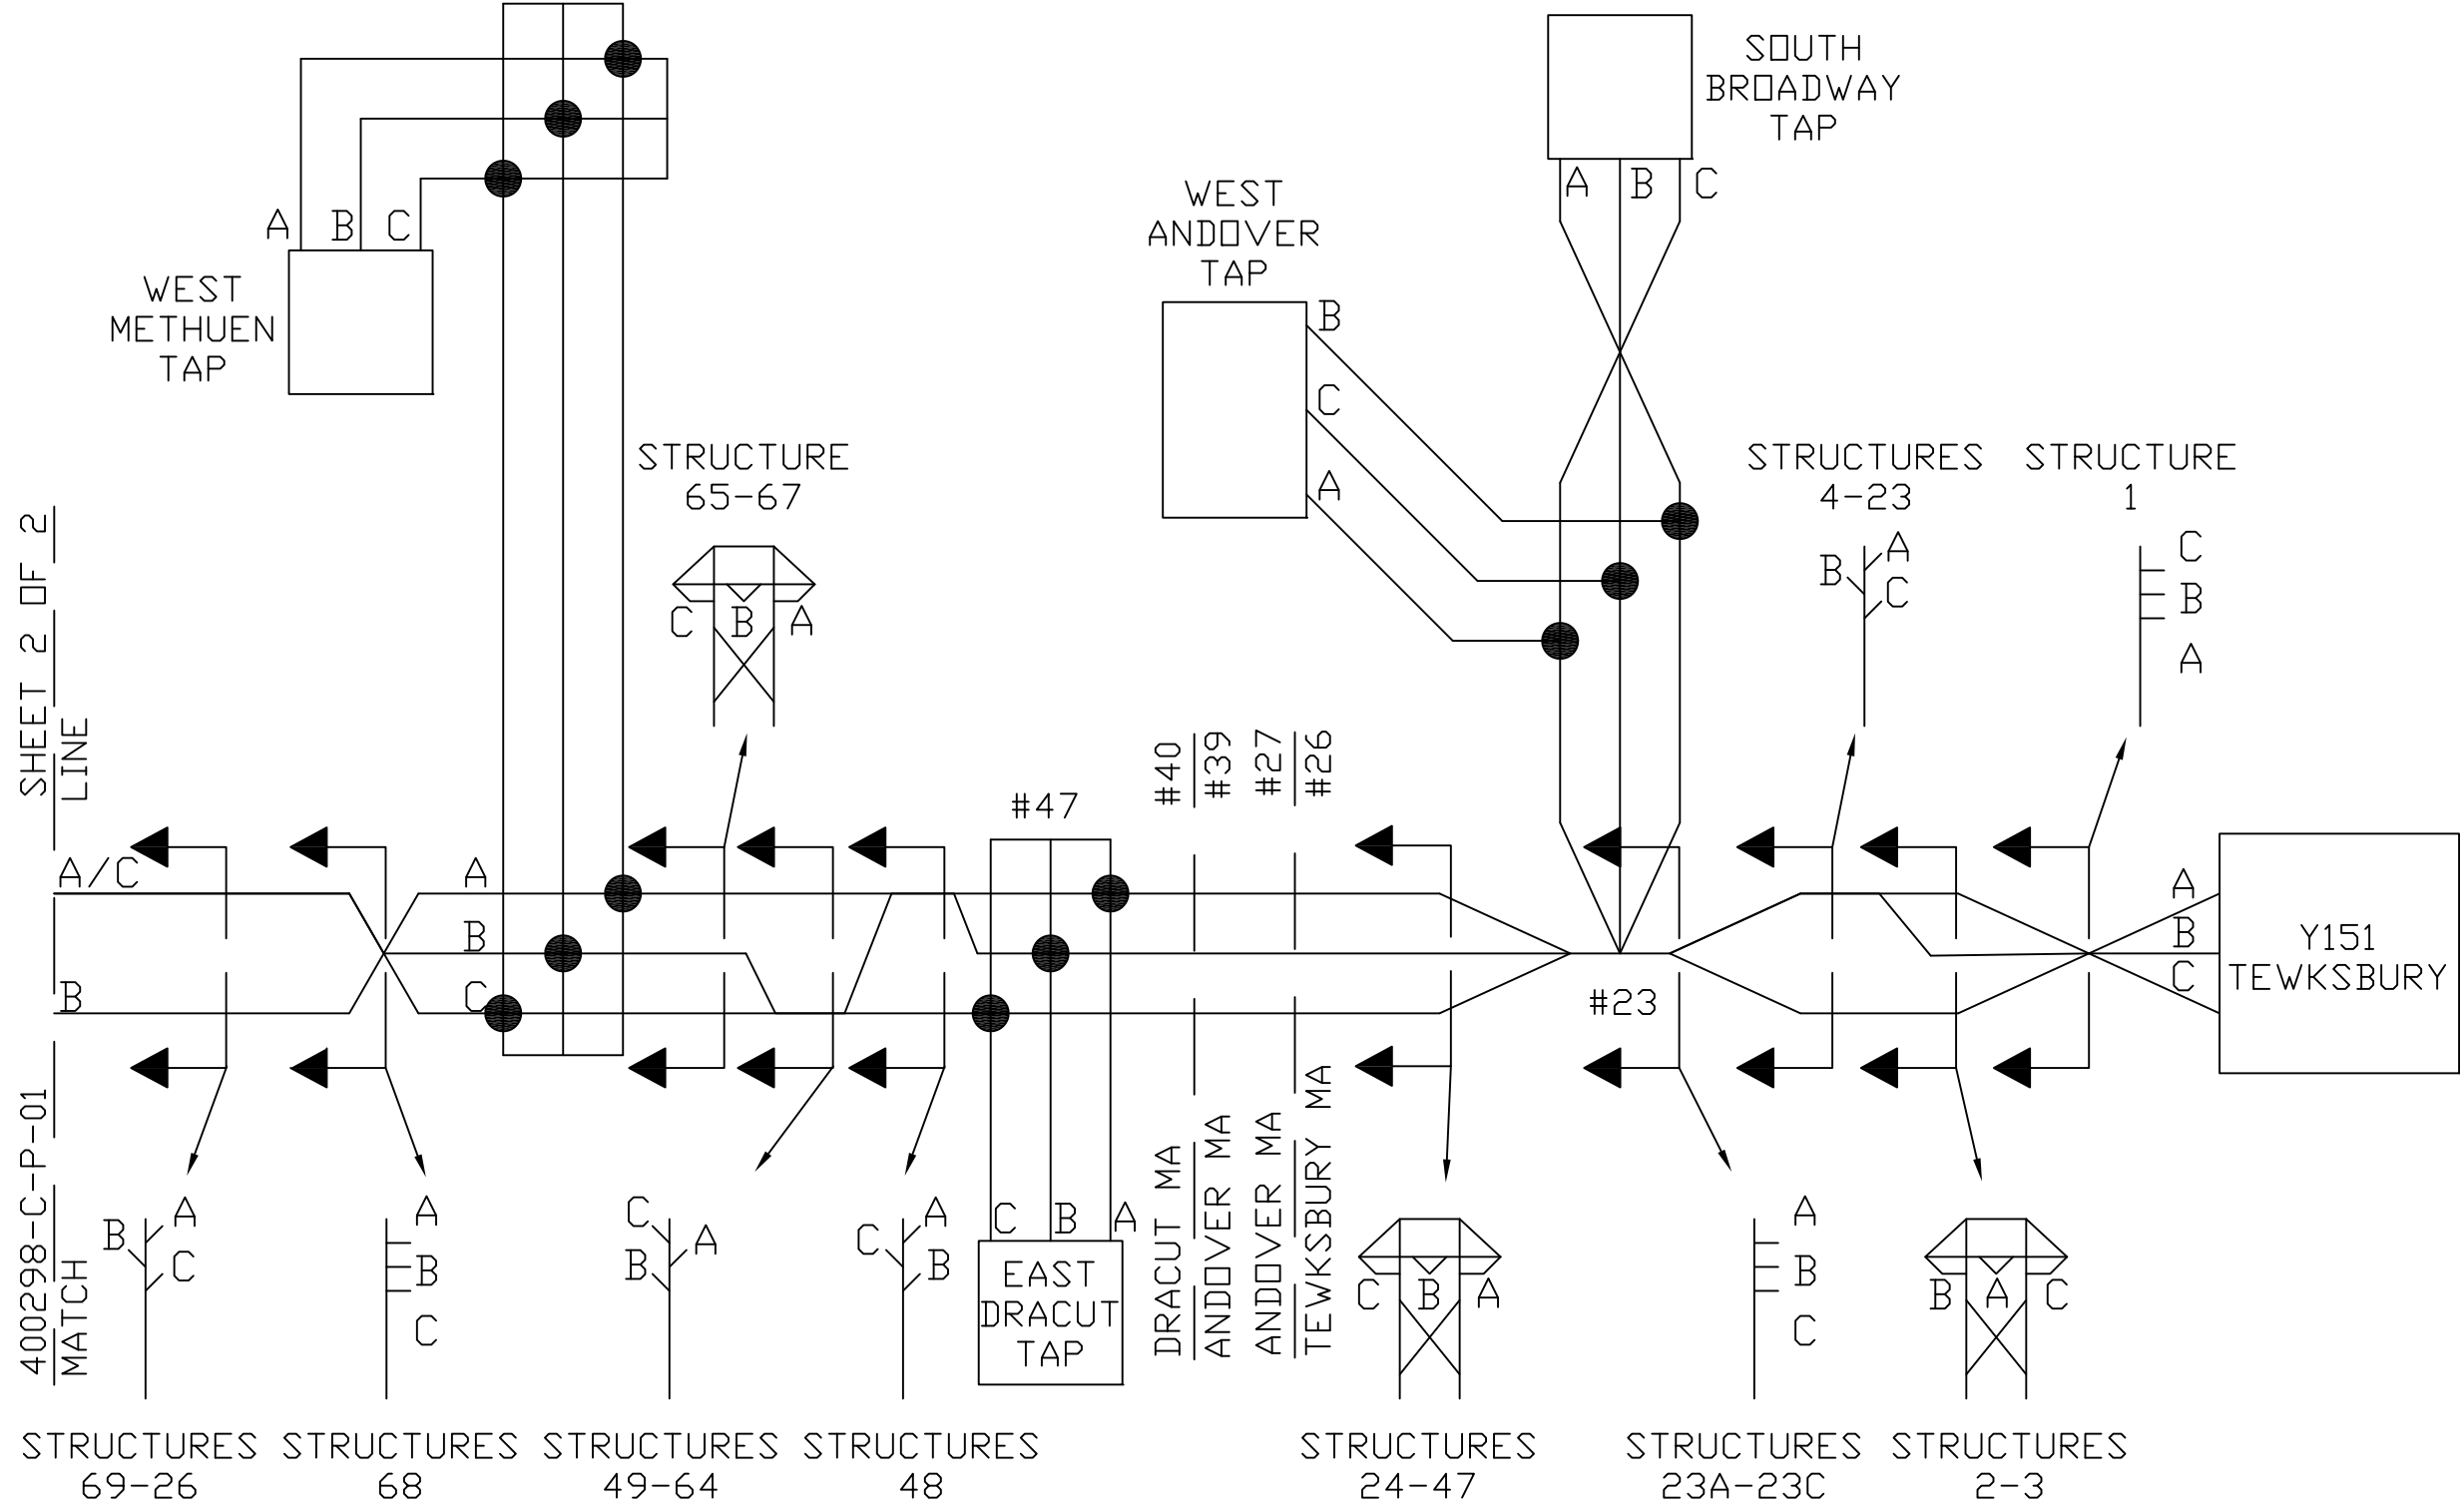 SOUTH
BROADWAY
TAP
A
B
C
WEST
ANDOVER
TAP
B
C
A
A
B
C
WEST
METHUEN
TAP
STRUCTURE
65-67
C
B
A
STRUCTURES
4-23
B
A
C
STRUCTURE
1
C
B
A
SHEET 2 OF 2
LINE
400298-C-P-01
MATCH
A/C
B
A
B
C
#47
#40
#39
#27
#26
#23
A
B
C
Y151
TEWKSBURY
DRACUT MA
ANDOVER MA
ANDOVER MA
TEWKSBURY MA
B
A
C
A
B
C
C
B
A
C
A
B
C
B
A
EAST
DRACUT
TAP
C
B
A
A
B
C
B
A
C
STRUCTURES
69-26
STRUCTURES
68
STRUCTURES
49-64
STRUCTURES
48
STRUCTURES
24-47
STRUCTURES
23A-23C
STRUCTURES
2-3